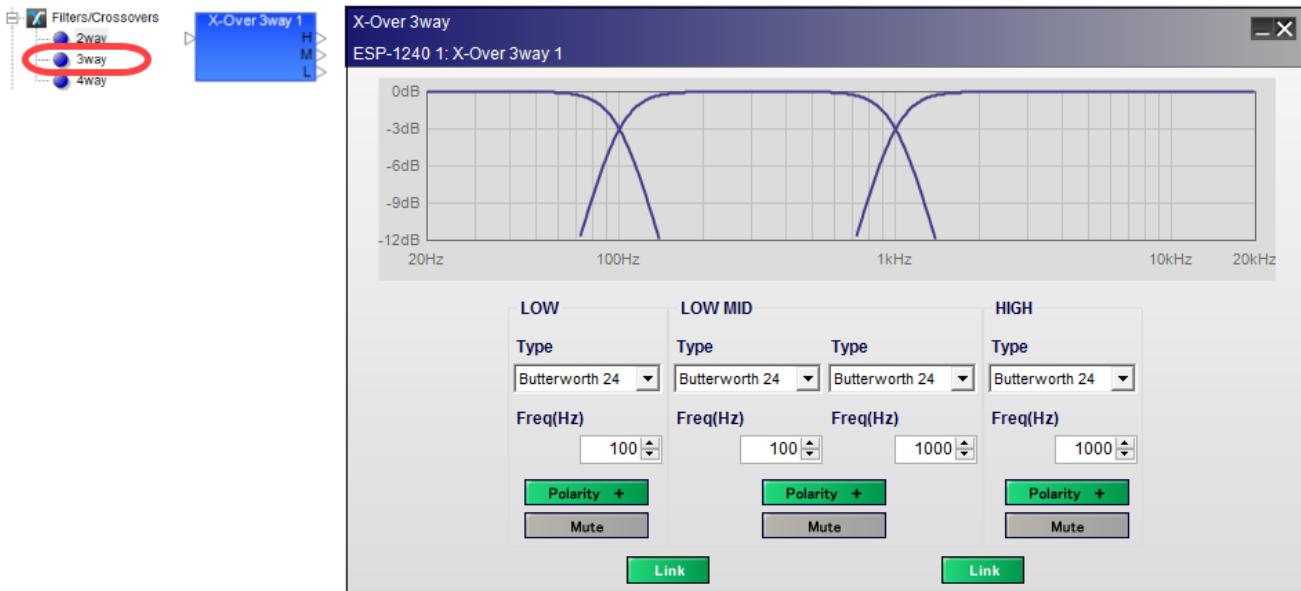 Filters/Crossovers
2way
3way
4way
X-Over 3way 1
H
M
L
X-Over 3way
ESP-1240 1: X-Over 3way 1
0dB
-3dB
-6dB
-9dB
-12dB
20Hz 100Hz 1kHz 10kHz 20kHz
LOW LOW MID HIGH
Type Type Type Type
Butterworth 24 Butterworth 24 Butterworth 24 Butterworth 24
Freq(Hz) Freq(Hz) Freq(Hz) Freq(Hz)
100 100 1000 1000
Polarity + Polarity + Polarity +
Mute Mute Mute
Link Link